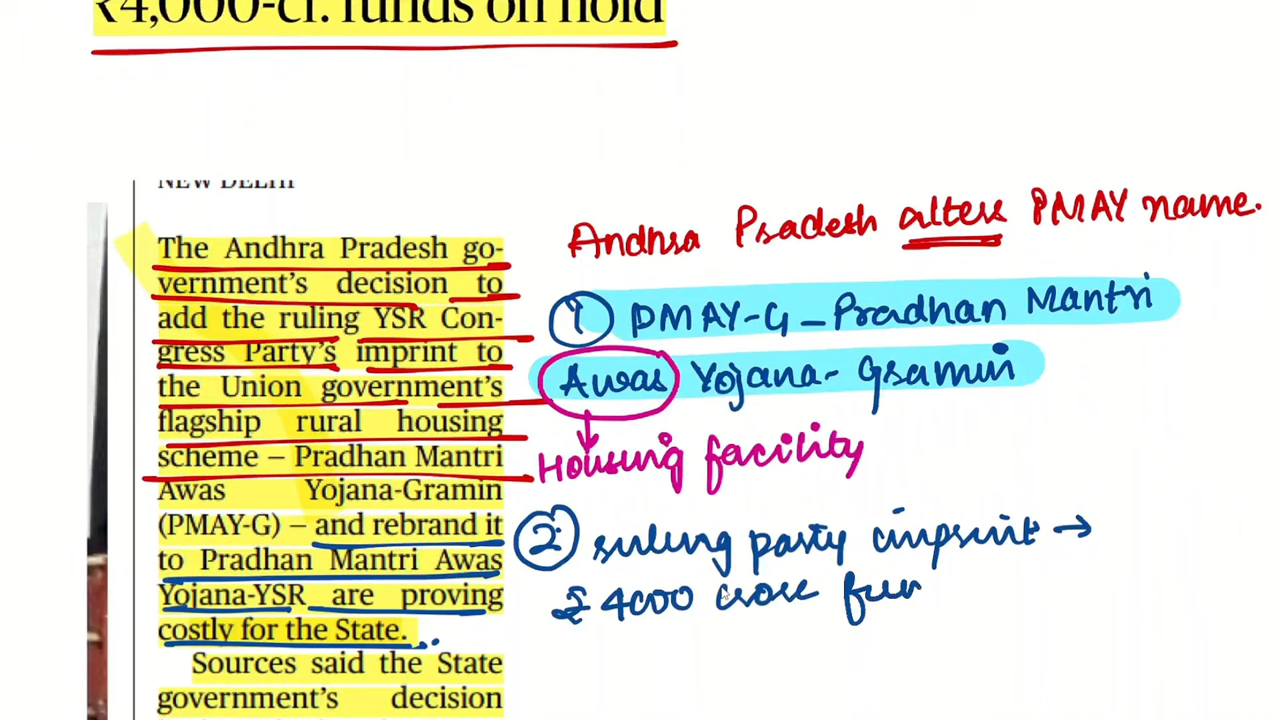 ₹4,000-cr. funds on hold
NEW DELHI
The Andhra Pradesh go-
vernment's decision to
add the ruling YSR Con-
gress Party's imprint to
the Union government's
flagship rural housing
scheme – Pradhan Mantri
Awas Yojana-Gramin
(PMAY-G) – and rebrand it
to Pradhan Mantri Awas
Yojana-YSR are proving
costly for the State.
Sources said the State
government's decision
Andhra Pradesh alters PMAY name.
1 PMAY-G - Pradhan Mantri
Awas Yojana - Gramin
Housing facility
2 ruling party imprint →
₹ 4000 crore fun